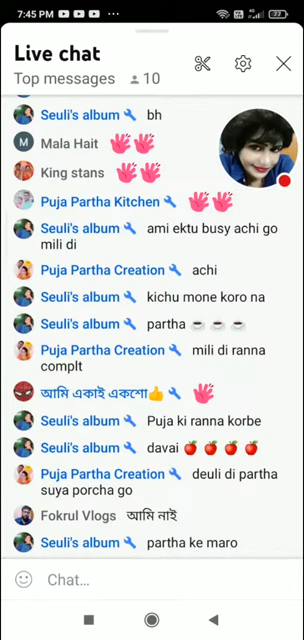 7:45 PM
77
Live chat
Top messages 10
Seuli's album bh
Mala Hait
King stans
Puja Partha Kitchen
Seuli's album ami ektu busy achi go
mili di
Puja Partha Creation achi
Seuli's album kichu mone koro na
Seuli's album partha
Puja Partha Creation mili di ranna
complt
আমি একাই একশো👍
Seuli's album Puja ki ranna korbe
Seuli's album davai 🍎🍎🍎🍎
Puja Partha Creation deuli di partha
suya porcha go
Fokrul Vlogs আমি নাই
Seuli's album partha ke maro
Chat...